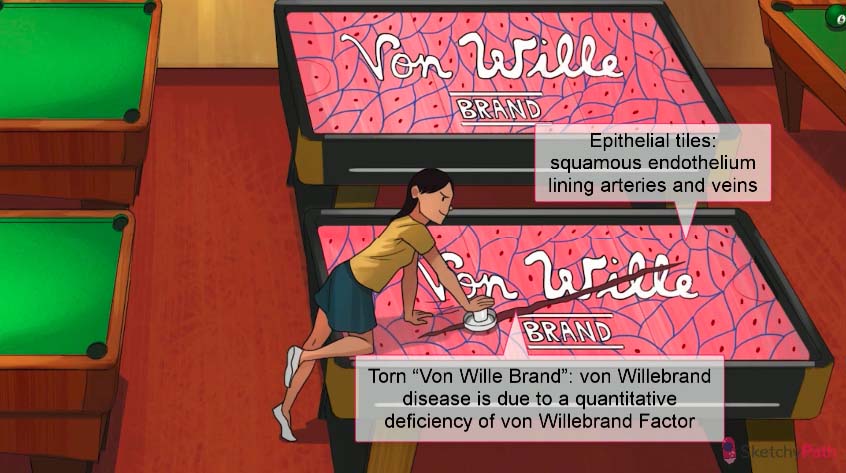 Von Wille
BRAND
Epithelial tiles:
squamous endothelium
lining arteries and veins
Von Wille
BRAND
Torn “Von Wille Brand”: von Willebrand
disease is due to a quantitative
deficiency of von Willebrand Factor
SketchyPath